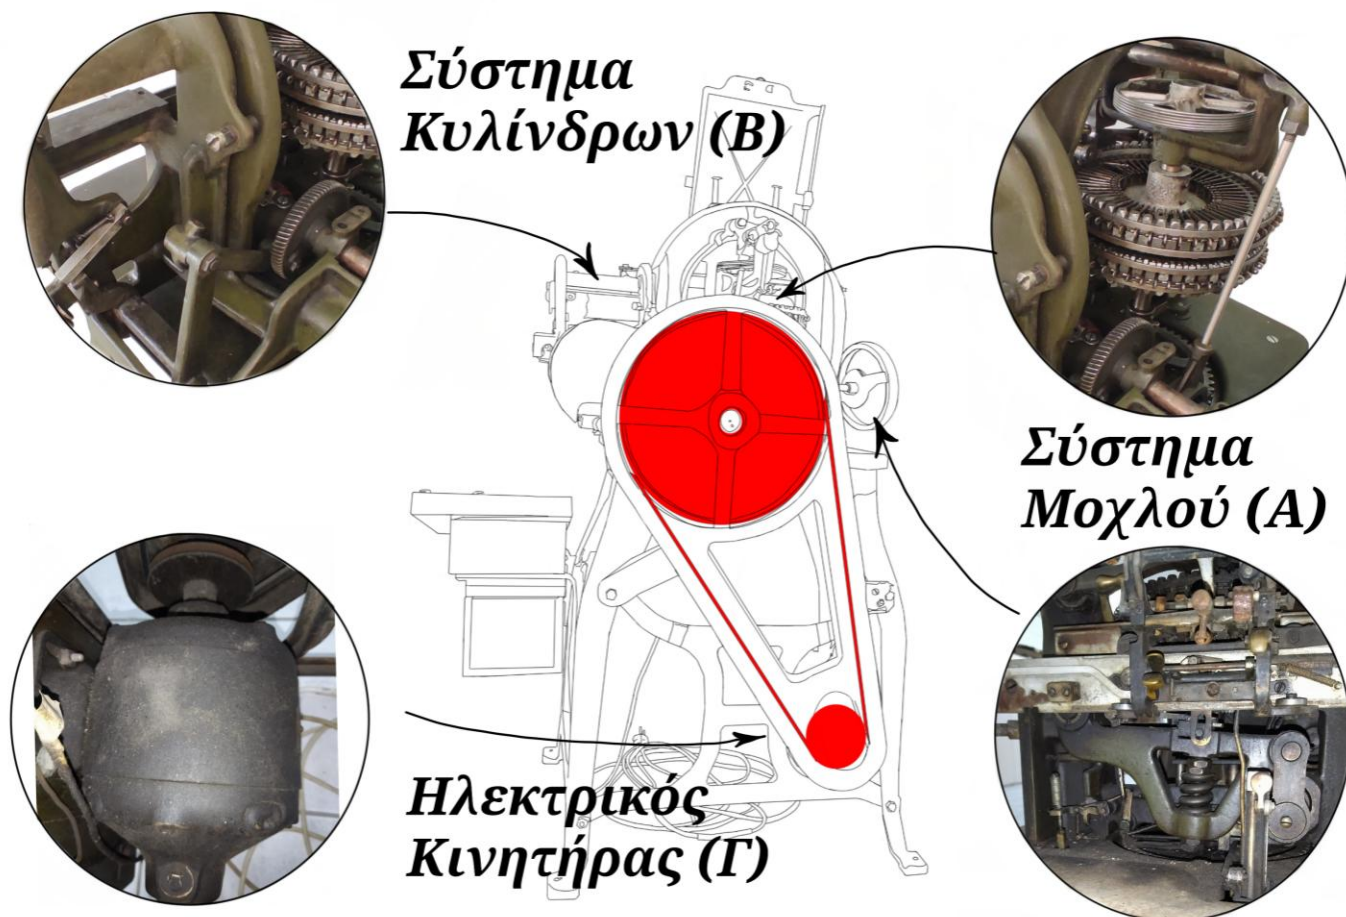 Σύστημα
Κυλίνδρων (Β)
Σύστημα
Μοχλού (Α)
Ηλεκτρικός
Κινητήρας (Γ)